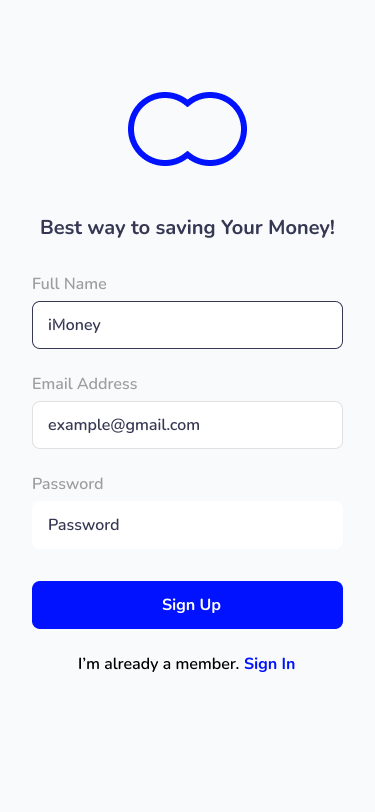 Best way to saving Your Money!
Full Name
iMoney
Email Address
example@gmail.com
Password
Password
Sign Up
I’m already a member. Sign In